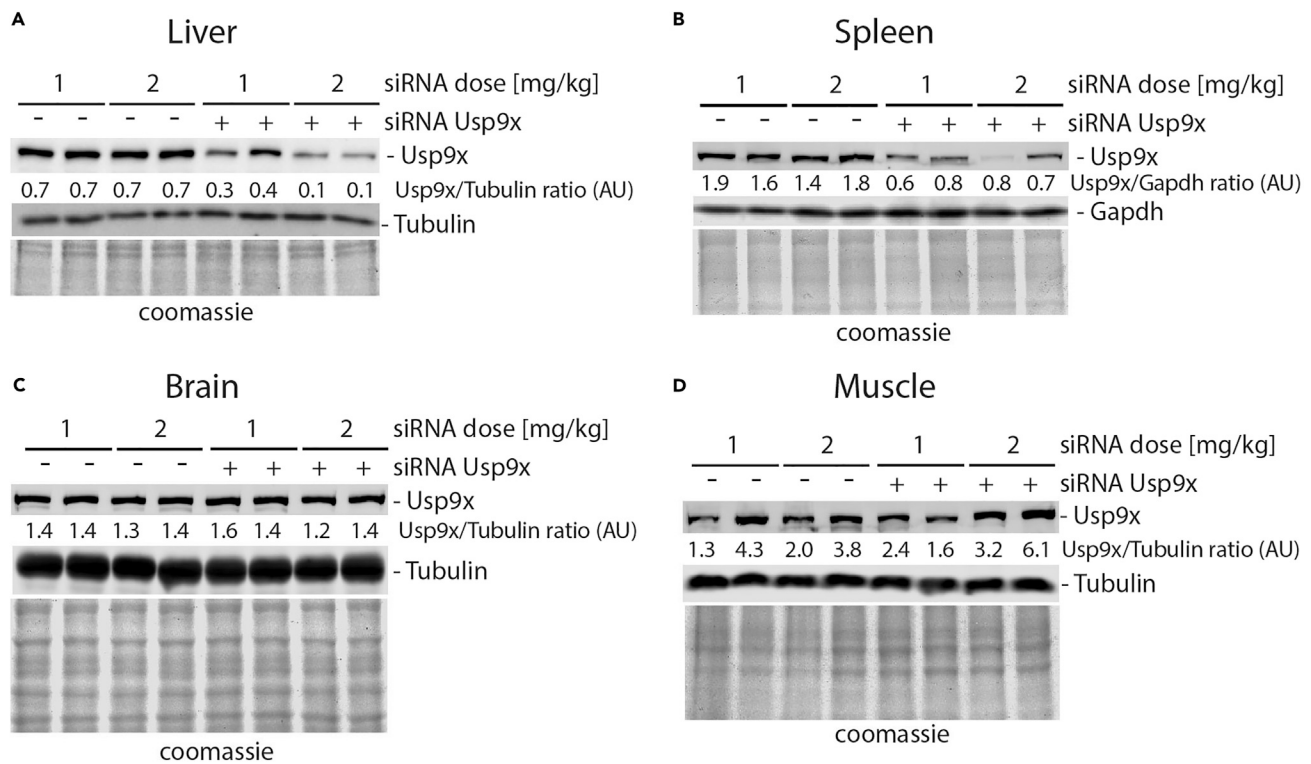 A
Liver
1 2 1 2 siRNA dose [mg/kg]
- - - - + + + + siRNA Usp9x
- Usp9x
0.7 0.7 0.7 0.7 0.3 0.4 0.1 0.1 Usp9x/Tubulin ratio (AU)
- Tubulin
coomassie
B
Spleen
1 2 1 2 siRNA dose [mg/kg]
- - - - + + + + siRNA Usp9x
- Usp9x
1.9 1.6 1.4 1.8 0.6 0.8 0.8 0.7 Usp9x/Gapdh ratio (AU)
- Gapdh
coomassie
C
Brain
1 2 1 2 siRNA dose [mg/kg]
- - - - + + + + siRNA Usp9x
- Usp9x
1.4 1.4 1.3 1.4 1.6 1.4 1.2 1.4 Usp9x/Tubulin ratio (AU)
- Tubulin
coomassie
D
Muscle
1 2 1 2 siRNA dose [mg/kg]
- - - - + + + + siRNA Usp9x
- Usp9x
1.3 4.3 2.0 3.8 2.4 1.6 3.2 6.1 Usp9x/Tubulin ratio (AU)
- Tubulin
coomassie